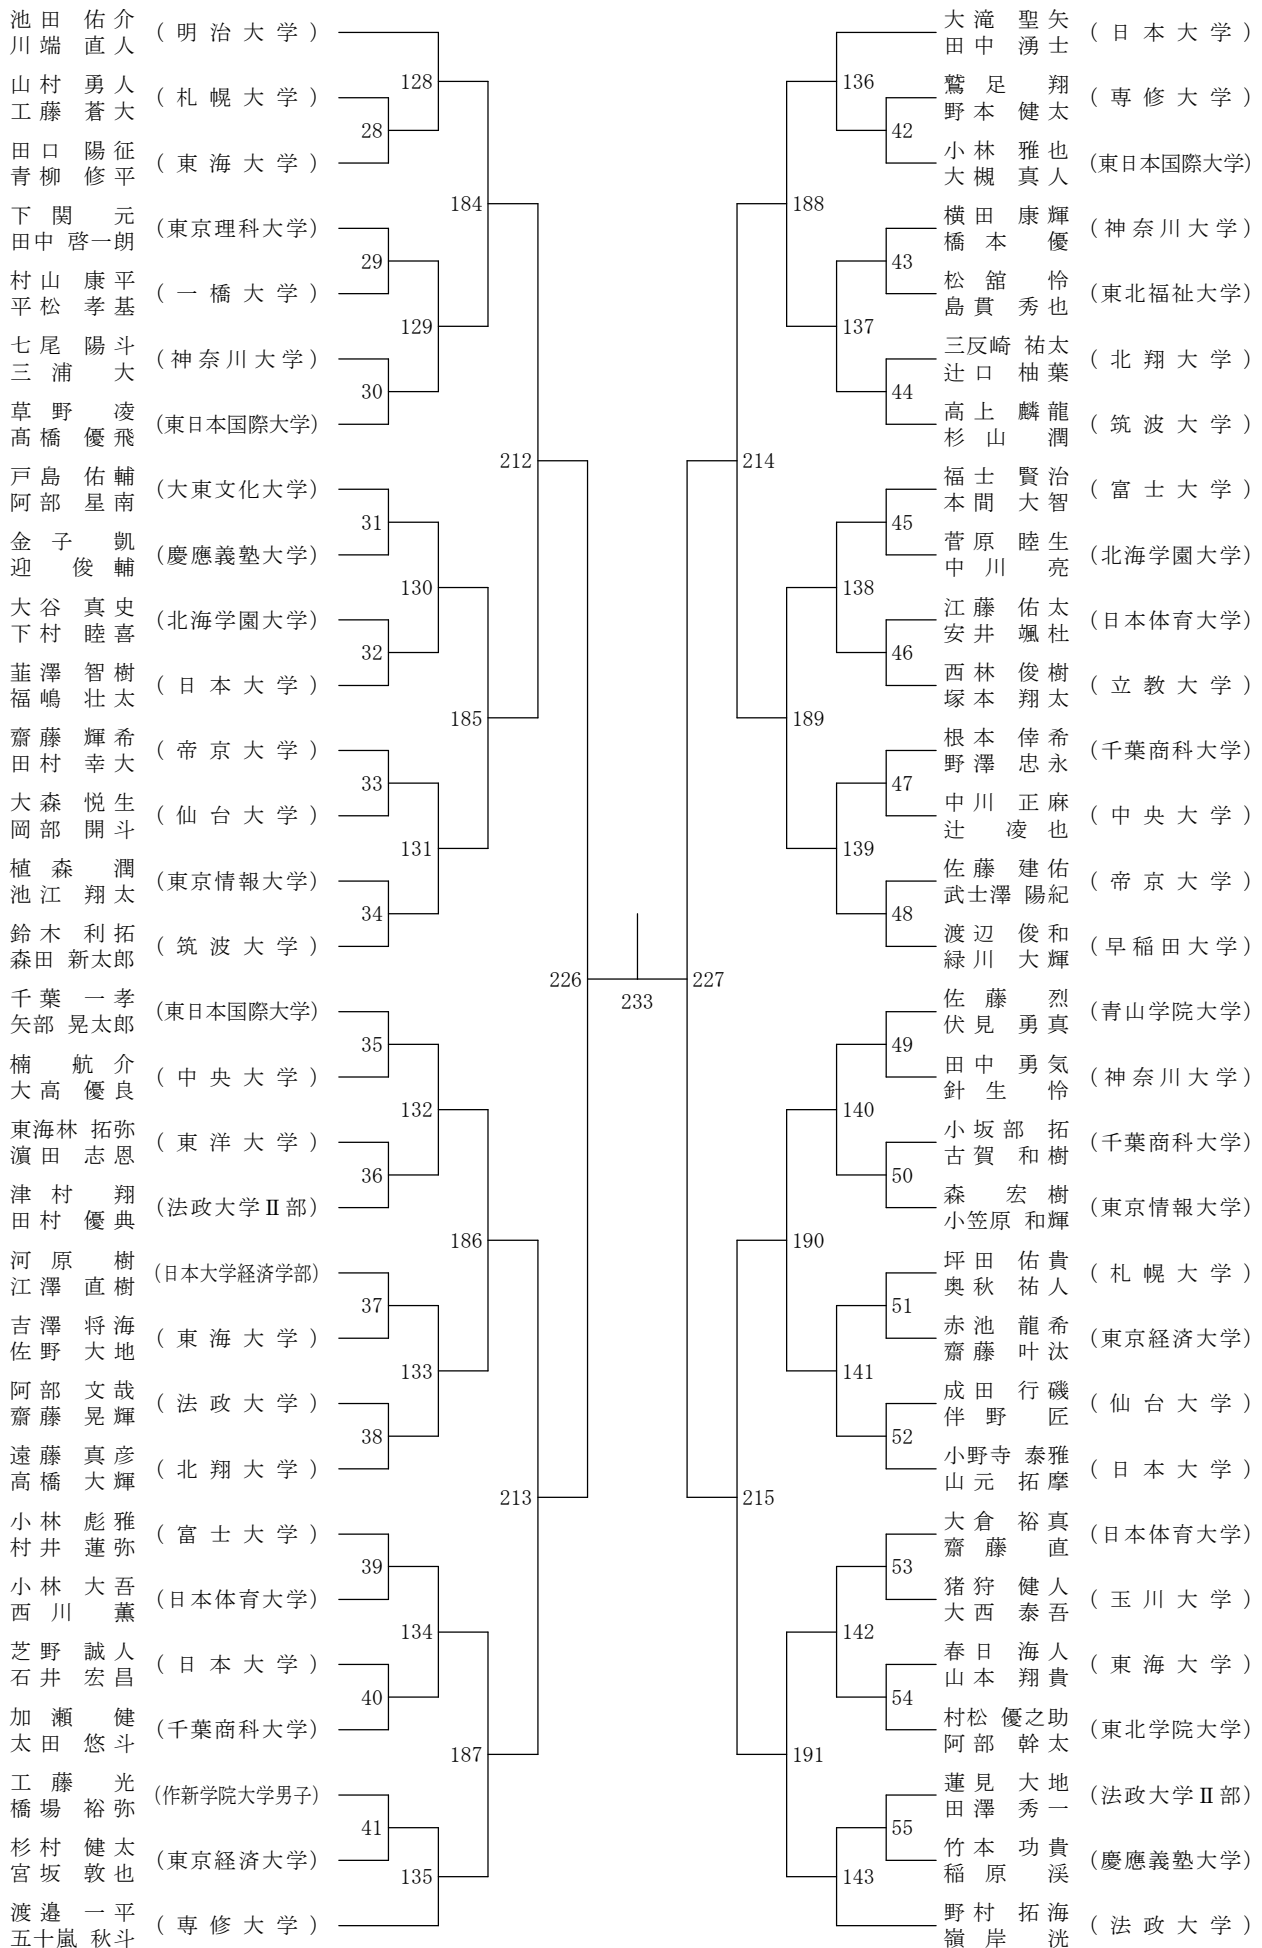 池田 佑介
川端 直人
(明治大学)
山村 勇人
工藤 蒼大
(札幌大学)
田口 陽征
青柳 修平
(東海大学)
下関 元
田中 啓一朗
(東京理科大学)
村山 康平
平松 孝基
(一橋大学)
七尾 陽斗
三浦 大
(神奈川大学)
草野 凌
髙橋 優飛
(東日本国際大学)
戸島 佑輔
阿部 星南
(大東文化大学)
金子 凱
迎 俊輔
(慶應義塾大学)
大谷 真史
下村 睦喜
(北海学園大学)
韮澤 智樹
福嶋 壮太
(日本大学)
齋藤 輝希
田村 幸大
(帝京大学)
大森 悦生
岡部 開斗
(仙台大学)
植森 潤
池江 翔太
(東京情報大学)
鈴木 利拓
森田 新太郎
(筑波大学)
千葉 一孝
矢部 晃太郎
(東日本国際大学)
楠 航介
大高 優良
(中央大学)
東海林 拓弥
濵田 志恩
(東洋大学)
津村 翔
田村 優典
(法政大学Ⅱ部)
河原 樹
江澤 直樹
(日本大学経済学部)
吉澤 将海
佐野 大地
(東海大学)
阿部 文哉
齋藤 晃輝
(法政大学)
遠藤 真彦
高橋 大輝
(北翔大学)
小林 彪雅
村井 蓮弥
(富士大学)
小林 大吾
西川 薫
(日本体育大学)
芝野 誠人
石井 宏昌
(日本大学)
加瀬 健
太田 悠斗
(千葉商科大学)
工藤 光
橋場 裕弥
(作新学院大学男子)
杉村 健太
宮坂 敦也
(東京経済大学)
渡邉 一平
五十嵐 秋斗
(専修大学)
28
29
30
31
32
33
34
35
36
37
38
39
40
41
128
129
130
131
132
133
134
135
184
185
186
187
212
213
226
233
227
214
215
188
189
190
191
136
137
138
139
140
141
142
143
42
43
44
45
46
47
48
49
50
51
52
53
54
55
大滝 聖矢
田中 湧士
(日本大学)
鷲足 翔
野本 健太
(専修大学)
小林 雅也
大槻 真人
(東日本国際大学)
横田 康輝
橋本 優
(神奈川大学)
松舘 怜
島貫 秀也
(東北福祉大学)
三反崎 祐太
辻口 柚葉
(北翔大学)
高上 麟龍
杉山 潤
(筑波大学)
福士 賢治
本間 大智
(富士大学)
菅原 睦生
中川 亮
(北海学園大学)
江藤 佑太
安井 颯杜
(日本体育大学)
西林 俊樹
塚本 翔太
(立教大学)
根本 倖希
野澤 忠永
(千葉商科大学)
中川 正麻
辻 凌也
(中央大学)
佐藤 建佑
武士澤 陽紀
(帝京大学)
渡辺 俊和
緑川 大輝
(早稲田大学)
佐藤 烈
伏見 勇真
(青山学院大学)
田中 勇気
針生 怜
(神奈川大学)
小坂部 拓
古賀 和樹
(千葉商科大学)
森 宏樹
小笠原 和輝
(東京情報大学)
坪田 佑貴
奥秋 祐人
(札幌大学)
赤池 龍希
齋藤 叶汰
(東京経済大学)
成田 行磯
伴野 匠
(仙台大学)
小野寺 泰雅
山元 拓摩
(日本大学)
大倉 裕真
齋藤 直
(日本体育大学)
猪狩 健人
大西 泰吾
(玉川大学)
春日 海人
山本 翔貴
(東海大学)
村松 優之助
阿部 幹太
(東北学院大学)
蓮見 大地
田澤 秀一
(法政大学Ⅱ部)
竹本 功貴
稲原 渓
(慶應義塾大学)
野村 拓海
嶺岸 洸
(法政大学)